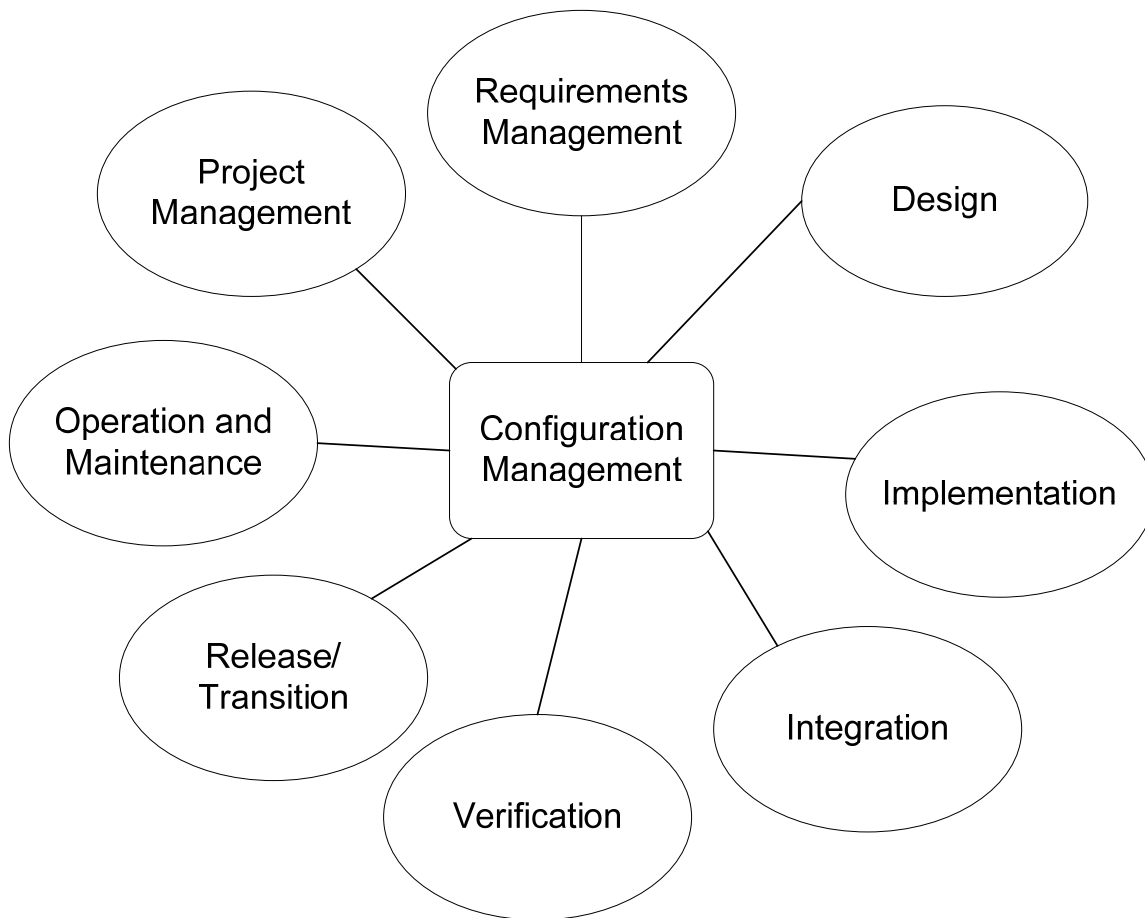 Requirements
Management
Project
Management
Design
Operation and
Maintenance
Configuration
Management
Implementation
Release/
Transition
Integration
Verification